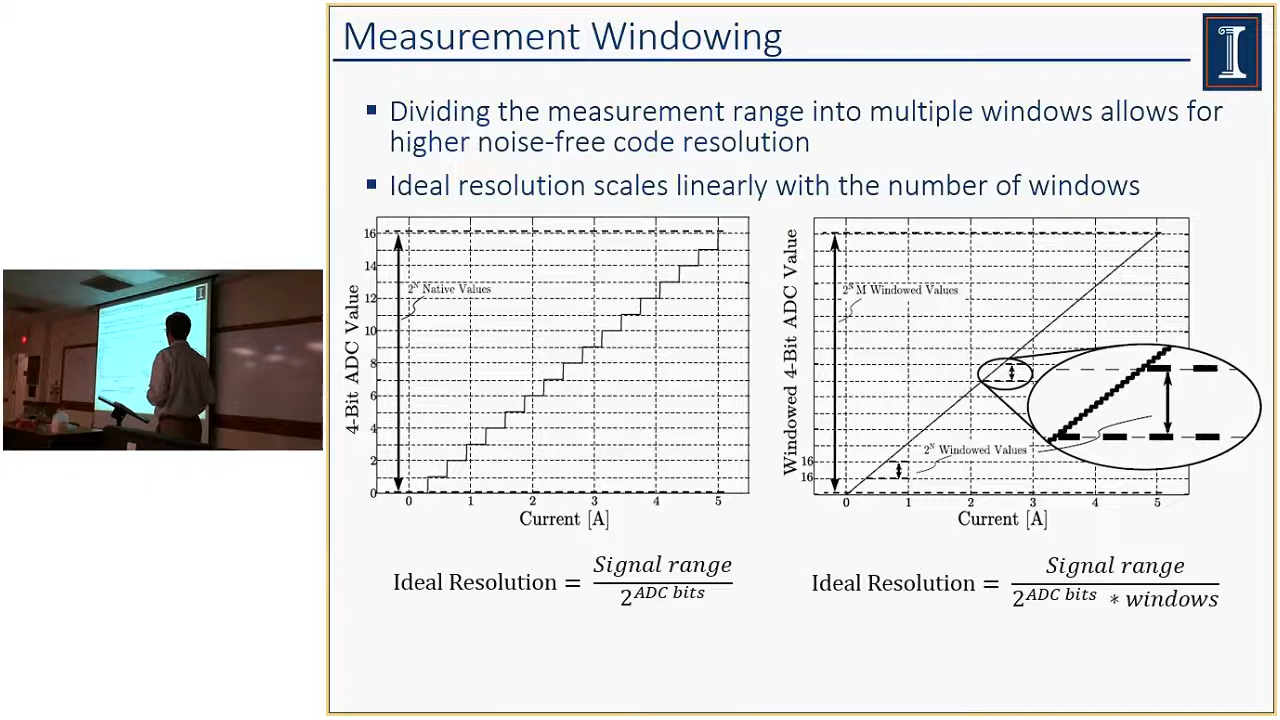 Measurement Windowing
I
▪ Dividing the measurement range into multiple windows allows for
higher noise-free code resolution
▪ Ideal resolution scales linearly with the number of windows
4-Bit ADC Value
16
14
12
10
8
6
4
2
0
2^N Native Values
0 1 2 3 4 5
Current [A]
Windowed 4-Bit ADC Value
2^N M Windowed Values
2^N Windowed Values
16
16
0 1 2 3 4 5
Current [A]
Ideal Resolution = Signal range / 2^ADC bits
Ideal Resolution = Signal range / 2^ADC bits * windows